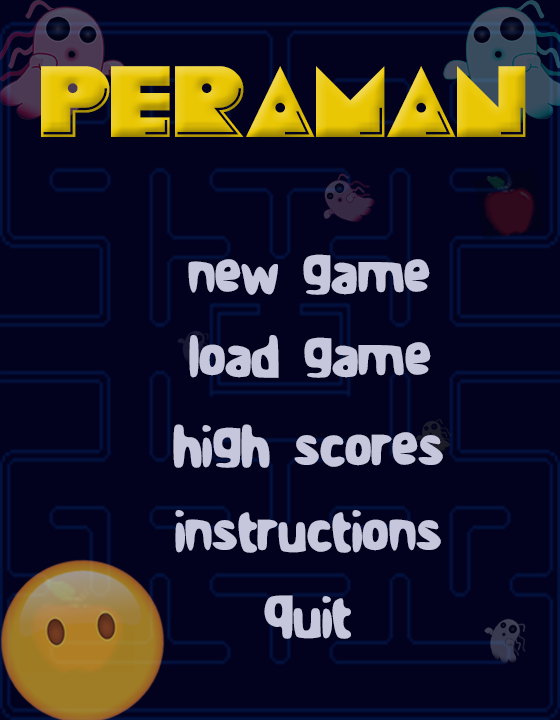 PERAMAN
new game
load game
high scores
instructions
quit